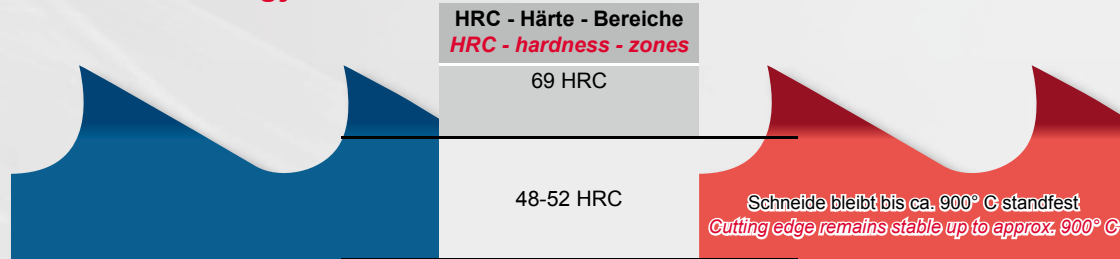 HRC - Härte - Bereiche
HRC - hardness - zones
69 HRC
48-52 HRC
Schneide bleibt bis ca. 900° C standfest
Cutting edge remains stable up to approx. 900° C